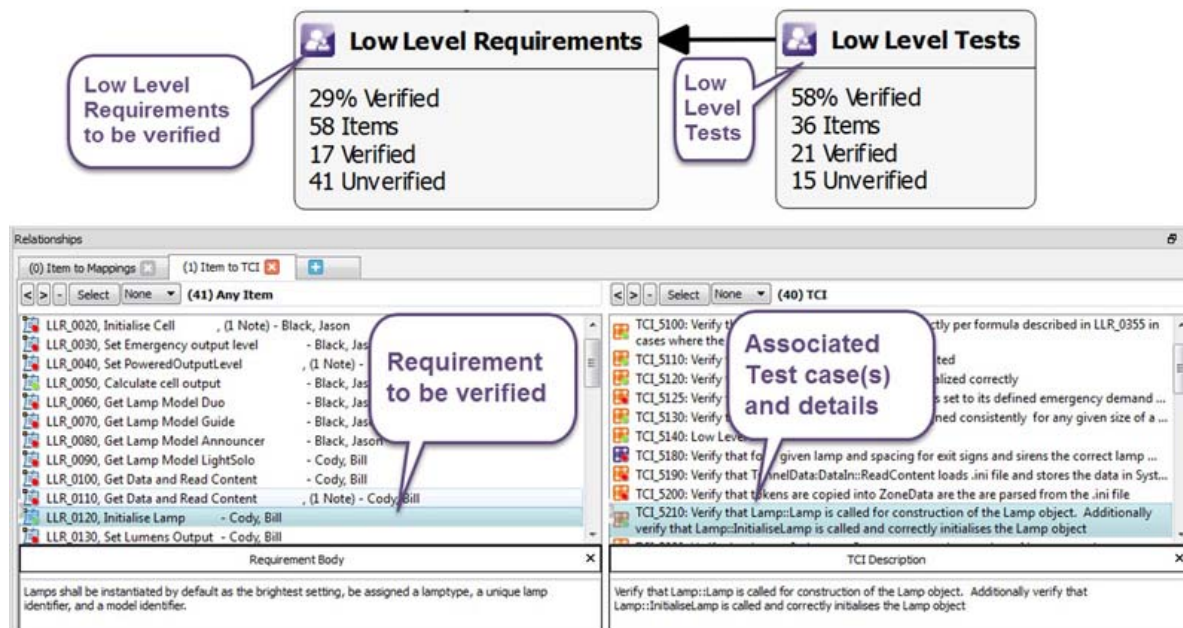 Low Level Requirements
Low Level Tests
Low Level
Requirements
to be verified
Low
Level
Tests
29% Verified
58 Items
17 Verified
41 Unverified
58% Verified
36 Items
21 Verified
15 Unverified
Relationships
(0) Item to Mappings
(1) Item to TCI
< > - Select None (41) Any Item
LLR_0020, Initialise Cell , (1 Note) - Black, Jason
LLR_0030, Set Emergency output level - Black, Jas
LLR_0040, Set PoweredOutputLevel , (1 Note) -
LLR_0050, Calculate cell output - Black, Jas
LLR_0060, Get Lamp Model Duo - Black, Jas
LLR_0070, Get Lamp Model Guide - Black, Jas
LLR_0080, Get Lamp Model Announcer - Black, Jason
LLR_0090, Get Lamp Model LightSolo - Cody, Bill
LLR_0100, Get Data and Read Content - Cody, Bill
LLR_0110, Get Data and Read Content , (1 Note) - Cody, Bill
LLR_0120, Initialise Lamp - Cody, Bill
LLR_0130, Set Lumens Output - Cody, Bill
Requirement
to be verified
Requirement Body
Lamps shall be instantiated by default as the brightest setting, be assigned a lamptype, a unique lamp
identifier, and a model identifier.
< > - Select None (40) TCI
TCI_5100: Verify ctly per formula described in LLR_0355 in
cases where the
TCI_5110: Verify ted
TCI_5120: Verify alized correctly
TCI_5125: Verify s set to its defined emergency demand ...
TCI_5130: Verify ned consistently for any given size of a ...
TCI_5140: Low Leve
TCI_5180: Verify that for given lamp and spacing for exit signs and sirens the correct lamp ...
TCI_5190: Verify that TunnelData:DataIn::ReadContent loads .ini file and stores the data in Syst...
TCI_5200: Verify that tokens are copied into ZoneData are the are parsed from the .ini file
TCI_5210: Verify that Lamp::Lamp is called for construction of the Lamp object. Additionally
verify that Lamp::InitialiseLamp is called and correctly initialises the Lamp object
Associated
Test case(s)
and details
TCI Description
Verify that Lamp::Lamp is called for construction of the Lamp object. Additionally verify that
Lamp::InitialiseLamp is called and correctly initialises the Lamp object